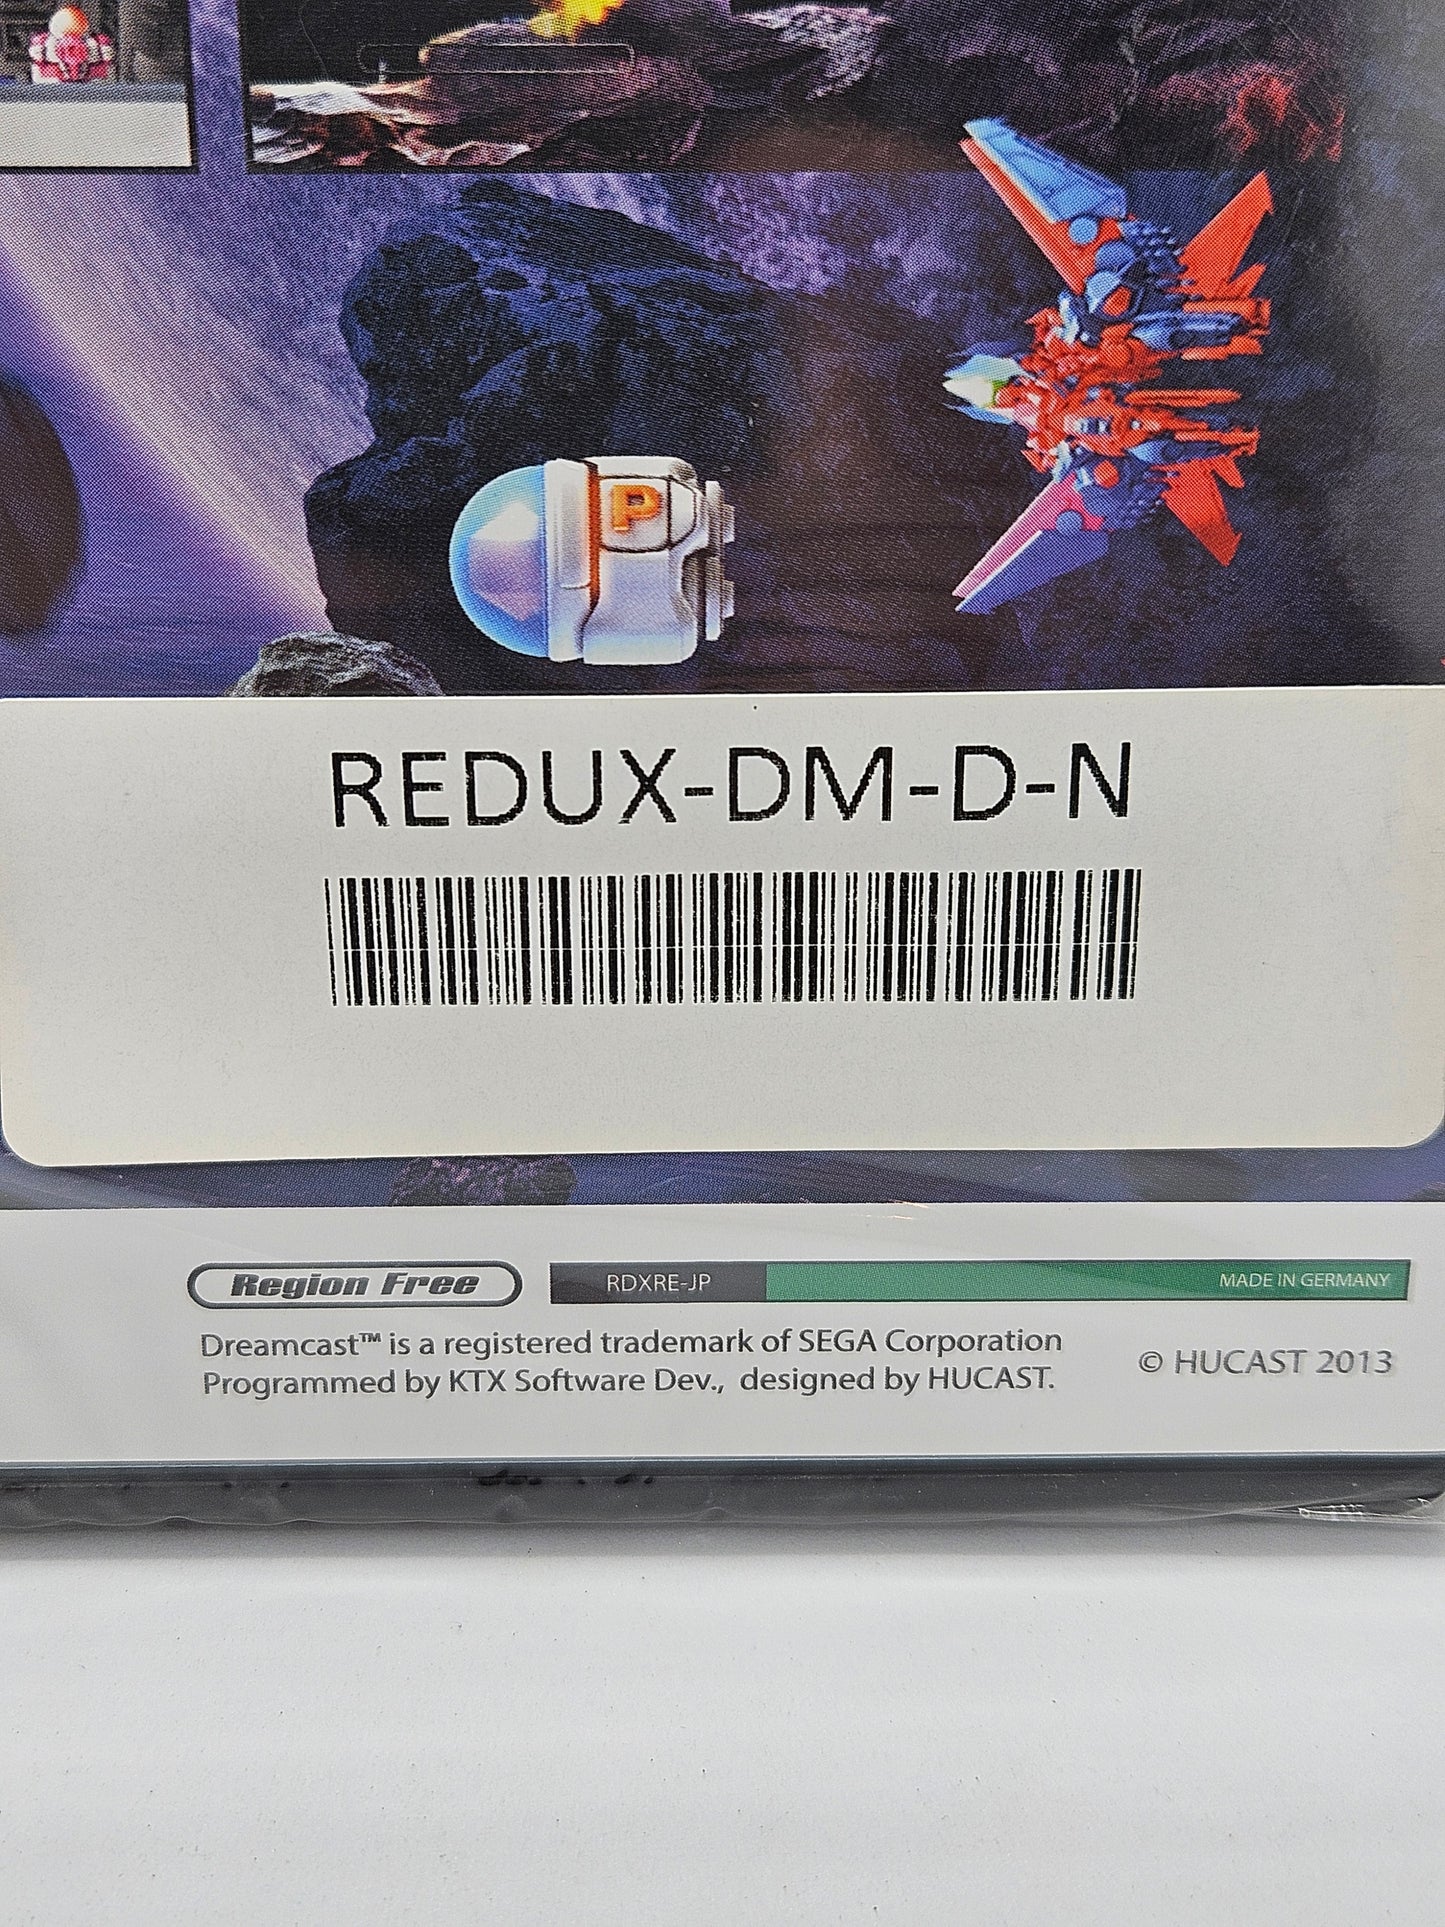 P
REDUX-DM-D-N
Region Free
RDXRE-JP
MADE IN GERMANY
Dreamcast™ is a registered trademark of SEGA Corporation
Programmed by KTX Software Dev., designed by HUCAST.
© HUCAST 2013